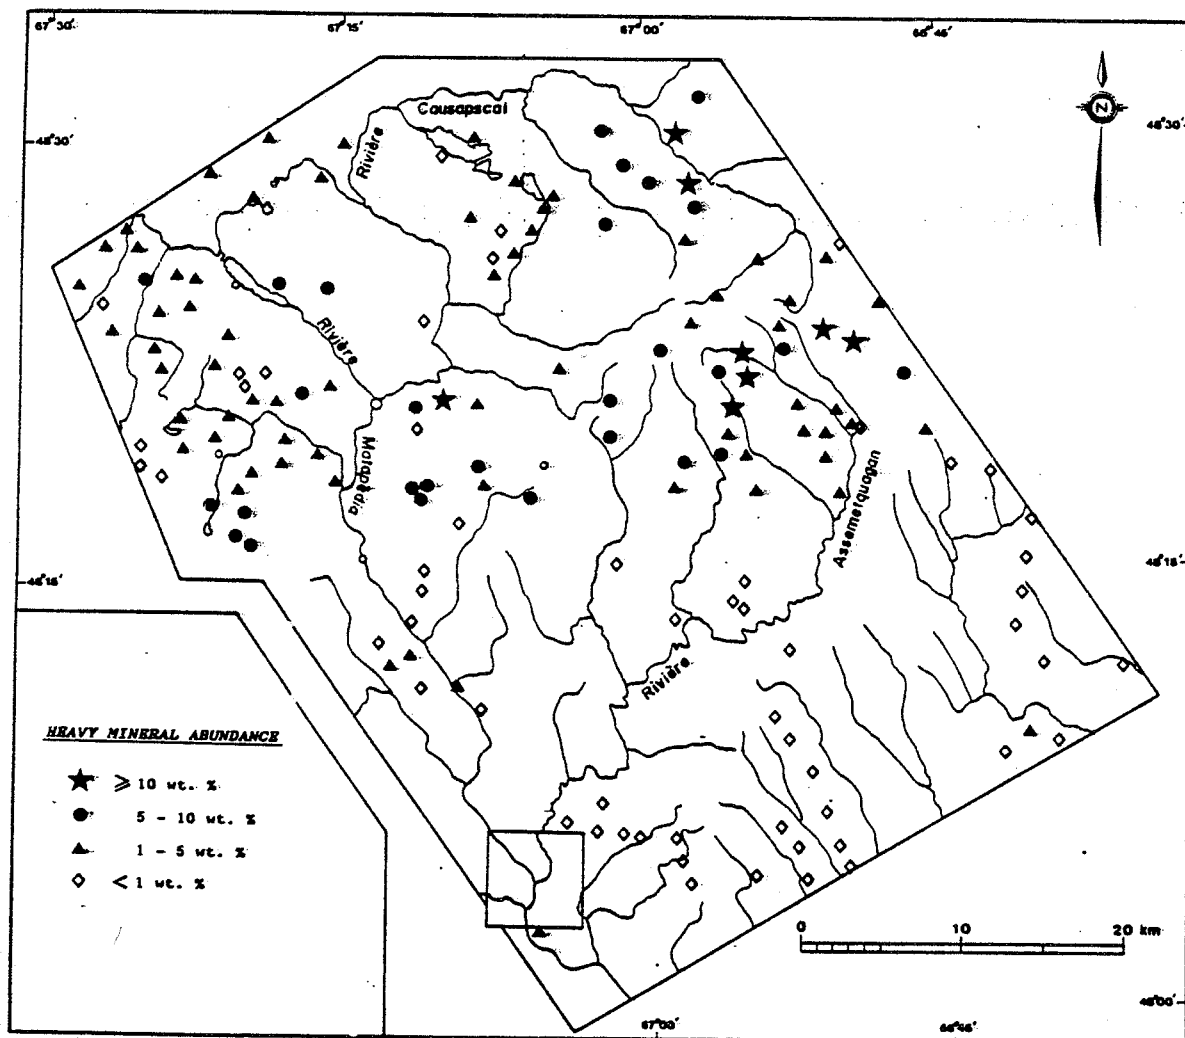 67°30'
67°15'
67°00'
66°45'
48°30'
48°30'
N
Causapscal
Rivière
Rivière
Matapédia
Assemetquagan
Rivière
48°15'
48°15'
HEAVY MINERAL ABUNDANCE
⩾ 10 wt. %
5 - 10 wt. %
1 - 5 wt. %
< 1 wt. %
0 10 20 km
48°00'
67°00'
66°45'